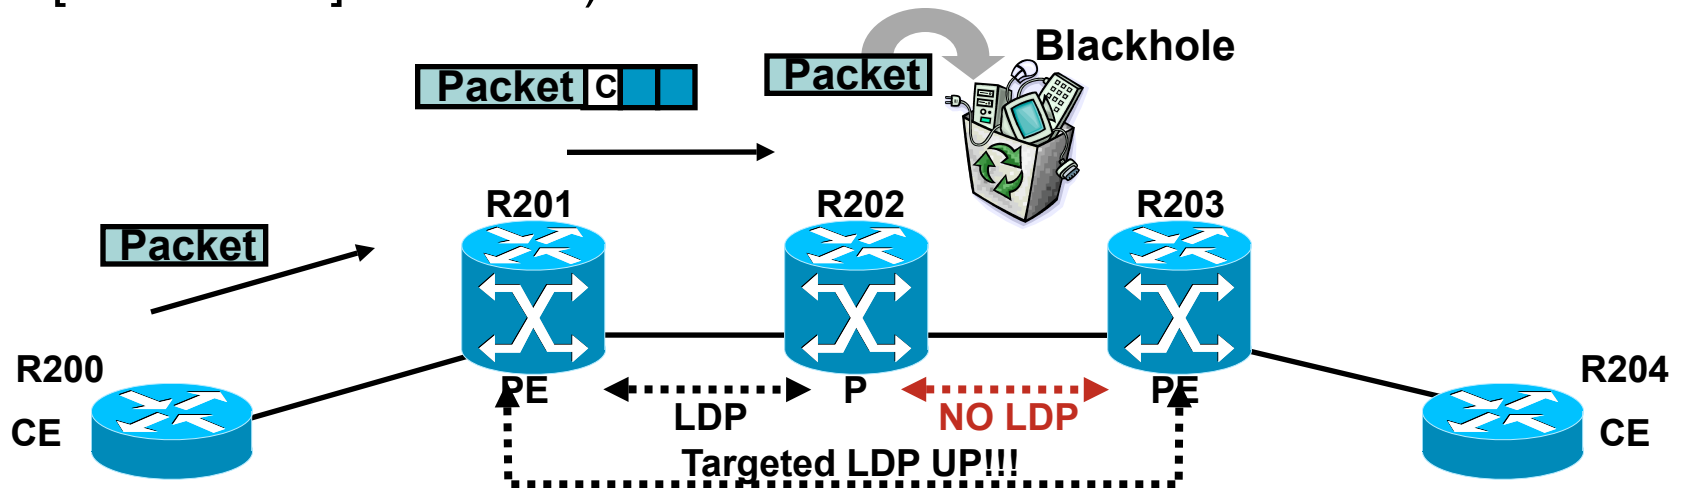 Blackhole
Packet C
Packet
R201
R202
R203
Packet
R200
CE
PE
LDP
P
NO LDP
PE
R204
CE
Targeted LDP UP!!!